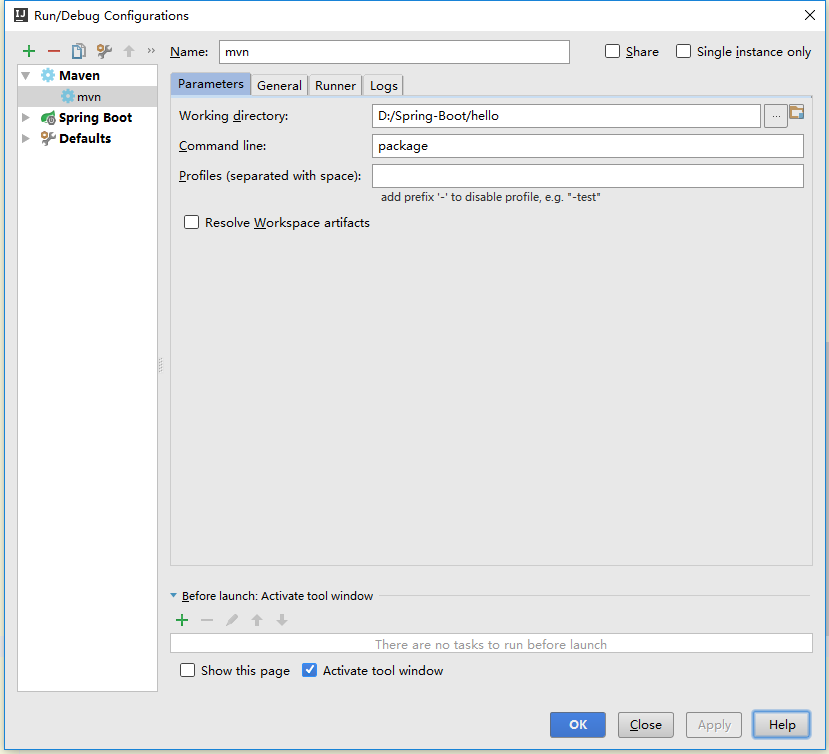 Run/Debug Configurations
Name: mvn Share Single instance only
Maven
mvn
Spring Boot
Defaults
Parameters General Runner Logs
Working directory: D:/Spring-Boot/hello ...
Command line: package
Profiles (separated with space):
add prefix '-' to disable profile, e.g. "-test"
Resolve Workspace artifacts
Before launch: Activate tool window
There are no tasks to run before launch
Show this page Activate tool window
OK Close Apply Help